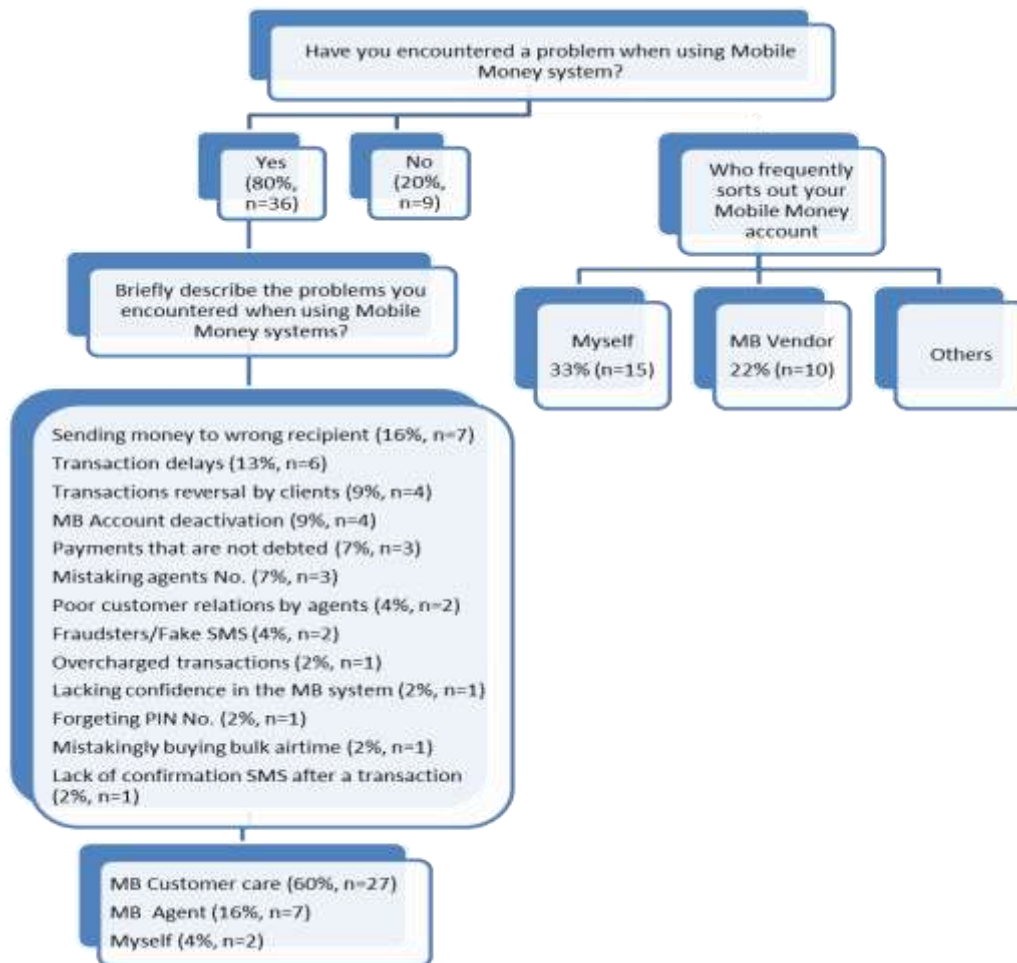 Have you encountered a problem when using Mobile
Money system?
Yes
(80%,
n=36)
No
(20%,
n=9)
Who frequently
sorts out your
Mobile Money
account
Briefly describe the problems you
encountered when using Mobile
Money systems?
Myself
33% (n=15)
MB Vendor
22% (n=10)
Others
Sending money to wrong recipient (16%, n=7)
Transaction delays (13%, n=6)
Transactions reversal by clients (9%, n=4)
MB Account deactivation (9%, n=4)
Payments that are not debted (7%, n=3)
Mistaking agents No. (7%, n=3)
Poor customer relations by agents (4%, n=2)
Fraudsters/Fake SMS (4%, n=2)
Overcharged transactions (2%, n=1)
Lacking confidence in the MB system (2%, n=1)
Forgeting PIN No. (2%, n=1)
Mistakingly buying bulk airtime (2%, n=1)
Lack of confirmation SMS after a transaction
(2%, n=1)
MB Customer care (60%, n=27)
MB  Agent (16%, n=7)
Myself (4%, n=2)